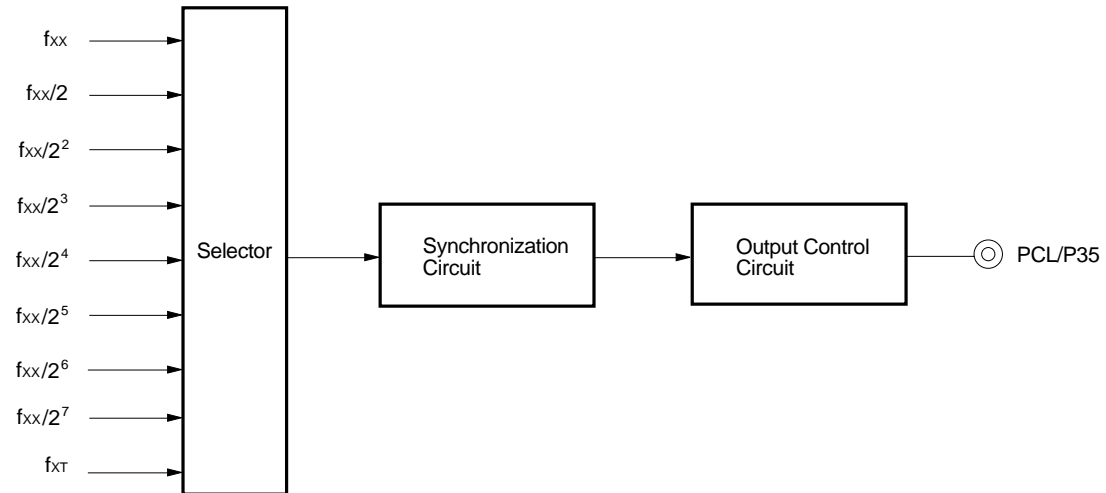 fXX
fXX/2
fXX/2²
fXX/2³
fXX/2⁴
fXX/2⁵
fXX/2⁶
fXX/2⁷
fXT
Selector
Synchronization
Circuit
Output Control
Circuit
PCL/P35